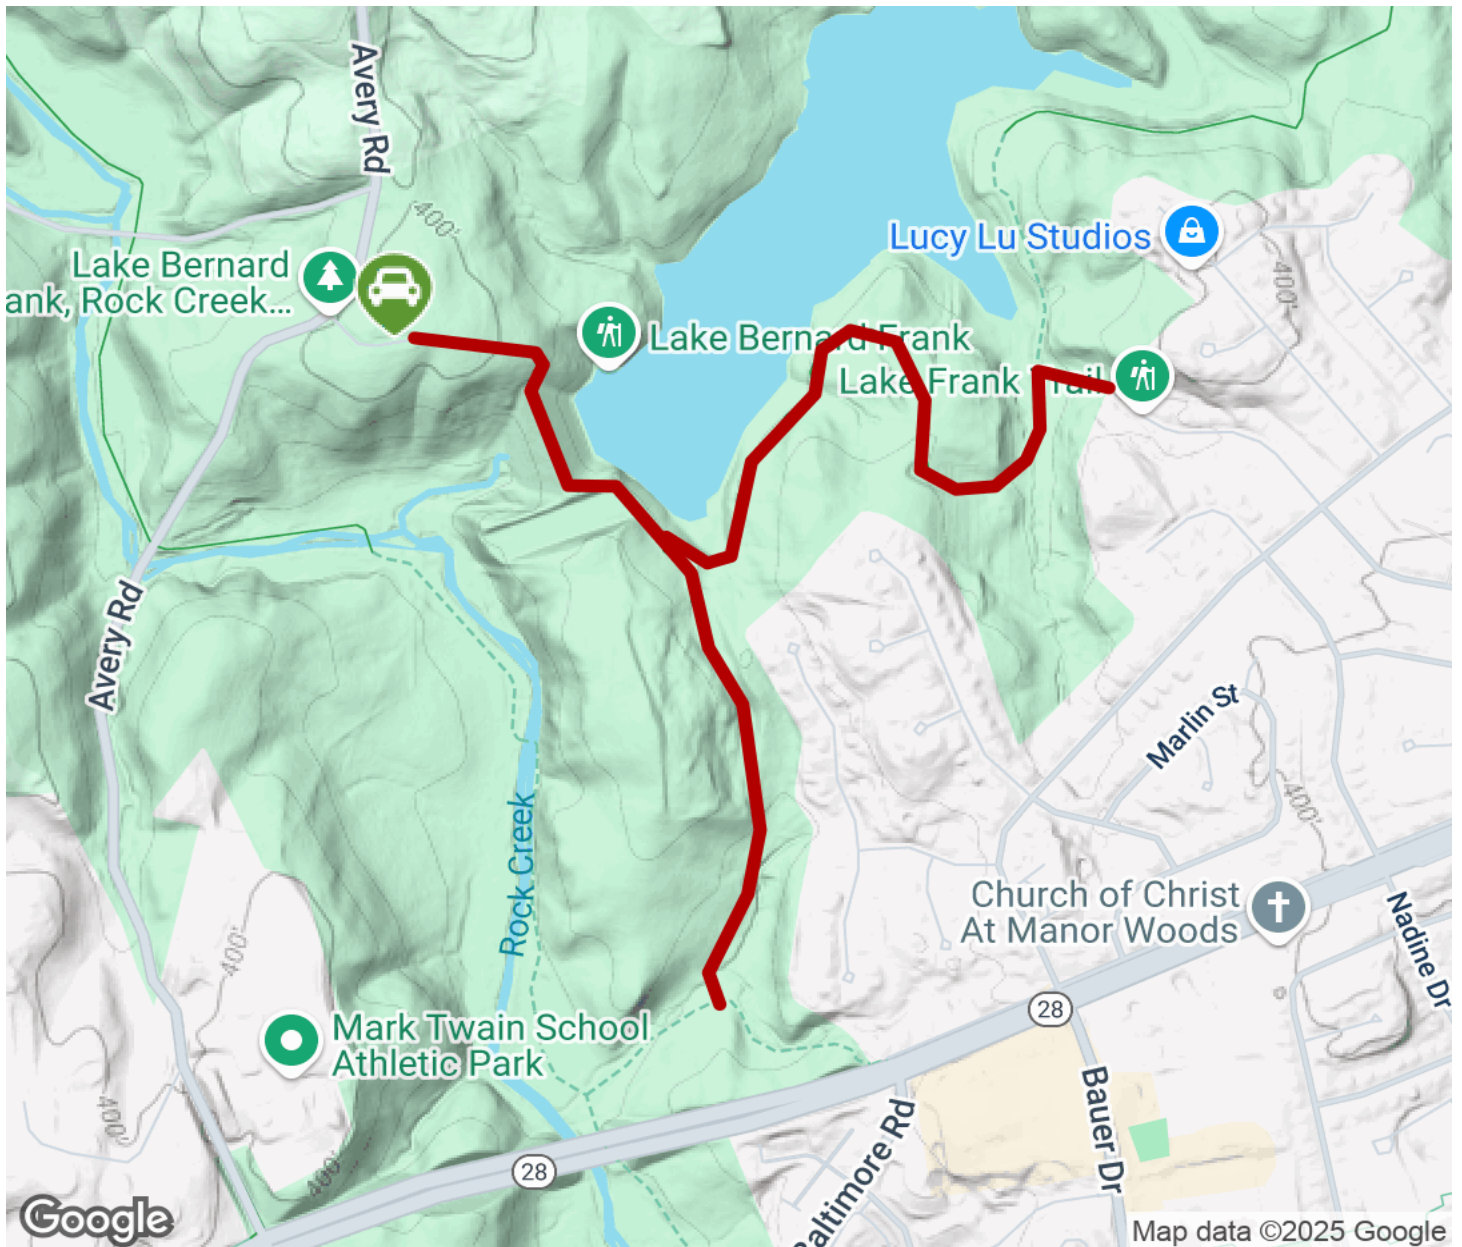 Avery Rd
400'
Lake Bernard
ank, Rock Creek...
Lucy Lu Studios
400'
Lake Bernard Frank
Lake Frank Trail
Avery Rd
Marlin St
400'
Rock Creek
Church of Christ
At Manor Woods
Nadine Dr
400'
28
Mark Twain School
Athletic Park
Bauer Dr
400'
Baltimore Rd
400'
28
Google
Map data ©2025 Google